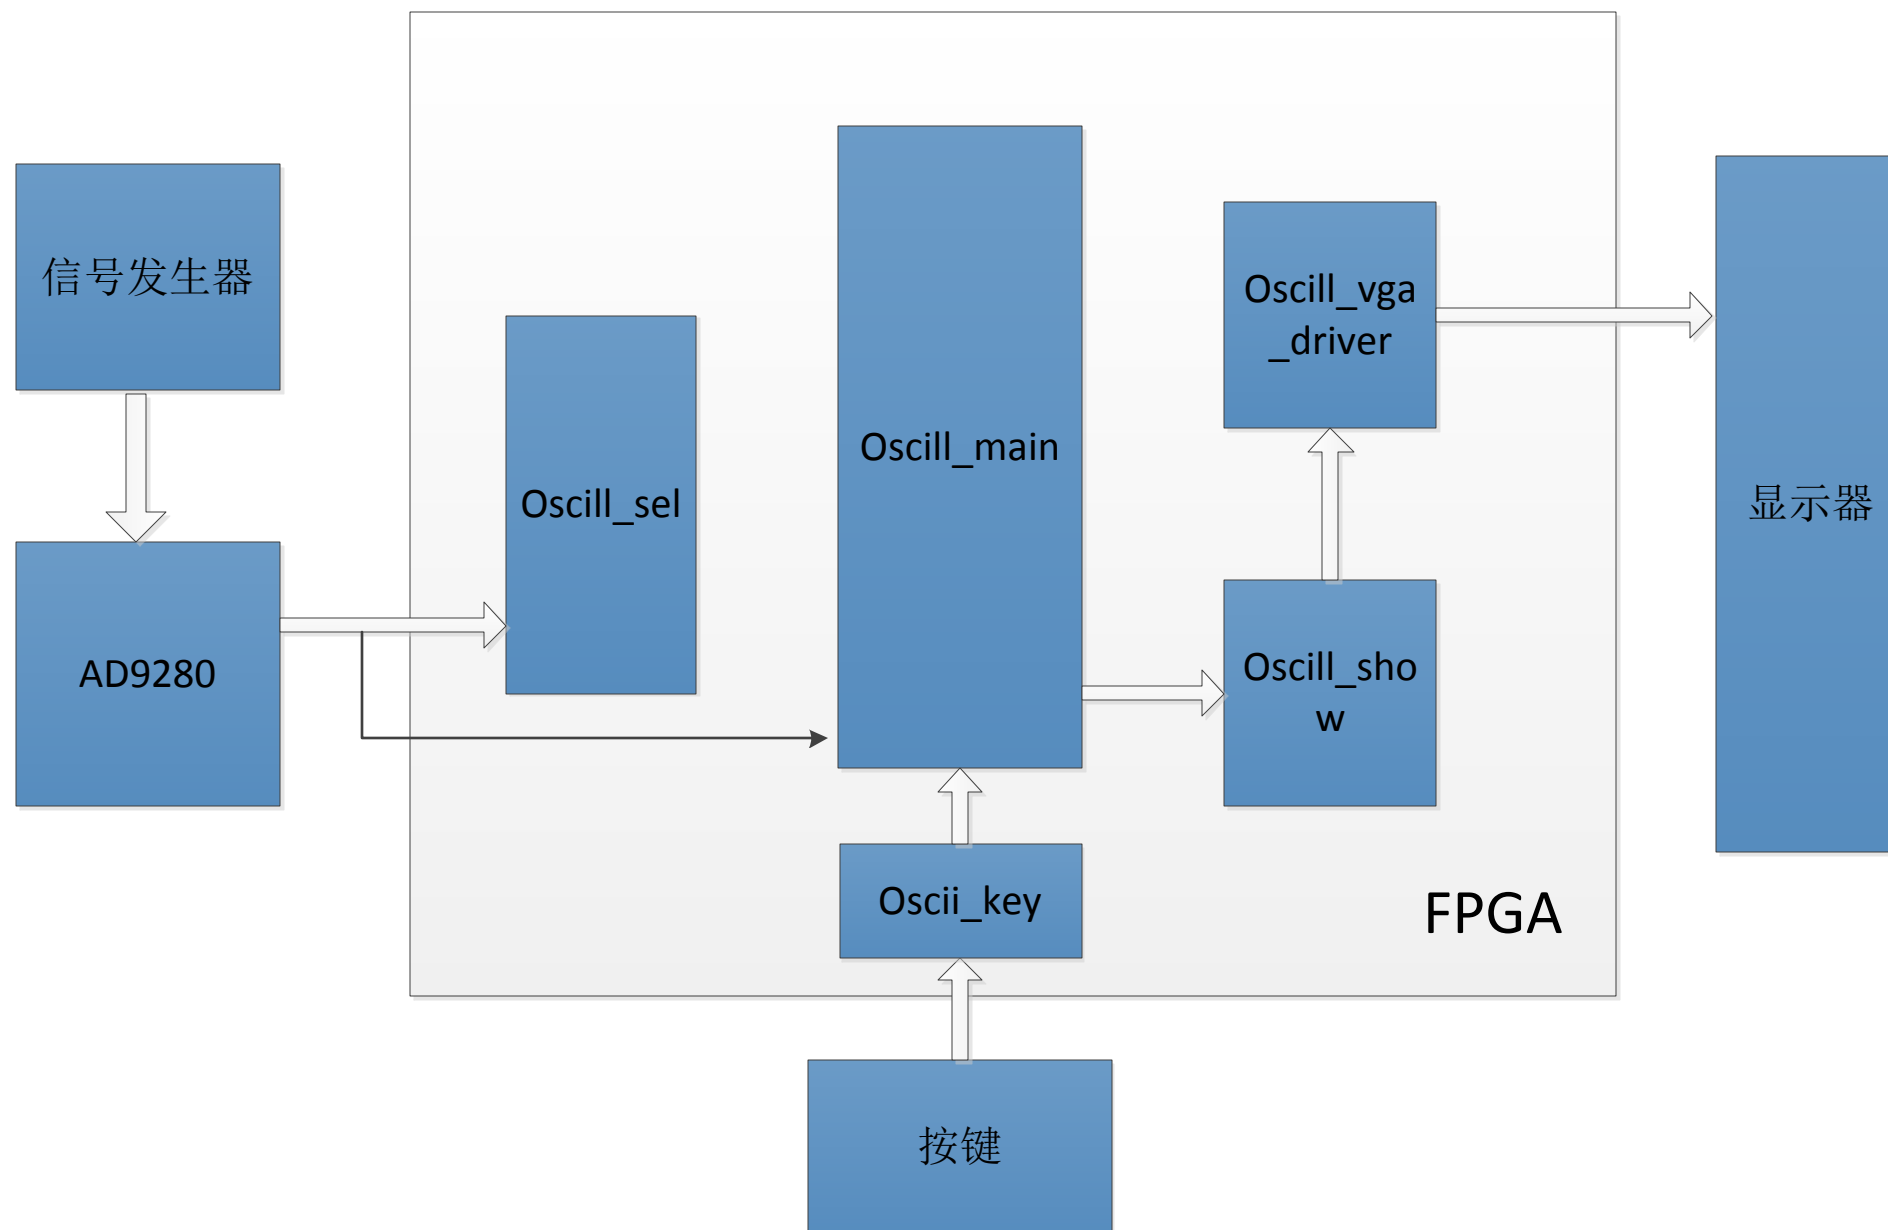 信号发生器
AD9280
Oscill_sel
Oscill_main
Oscill_vga
_driver
Oscill_sho
w
Oscii_key
FPGA
按键
显示器